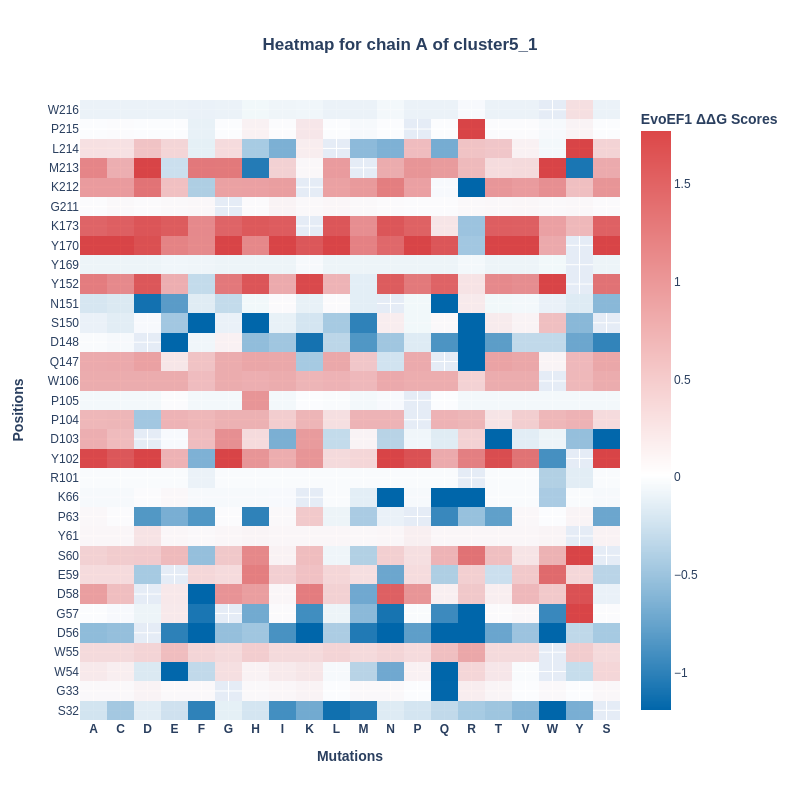 Heatmap for chain A of cluster5_1
EvoEF1 ΔΔG Scores
W216
P215
L214
M213
K212
G211
K173
Y170
Y169
Y152
N151
S150
D148
Q147
W106
P105
P104
D103
Y102
R101
K66
P63
Y61
S60
E59
D58
G57
D56
W55
W54
G33
S32
Positions
A C D E F G H I K L M N P Q R T V W Y S
Mutations
1.5
1
0.5
0
−0.5
−1